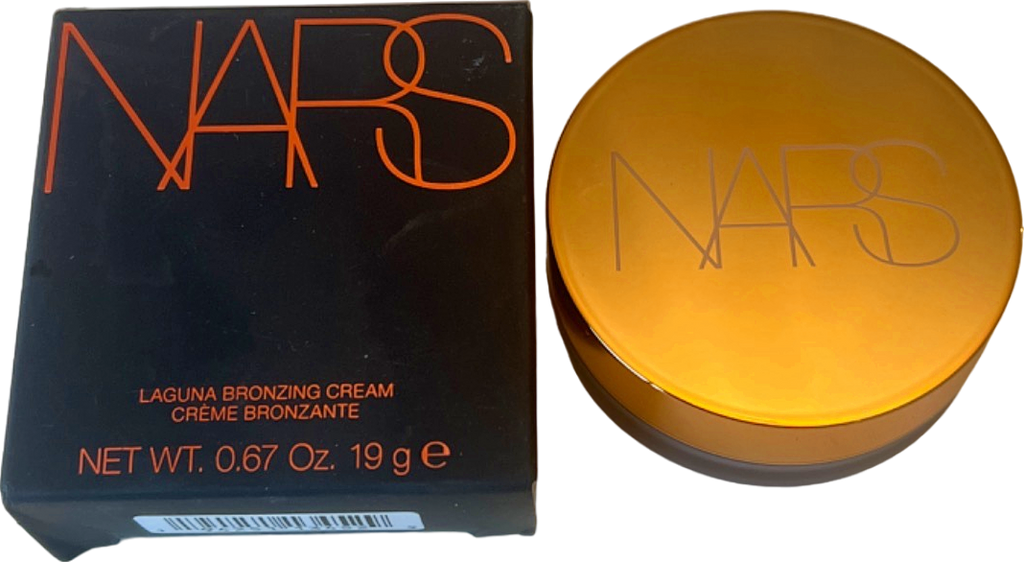 NARS
LAGUNA BRONZING CREAM
CRÈME BRONZANTE
NET WT. 0.67 Oz. 19 g ℮
NARS